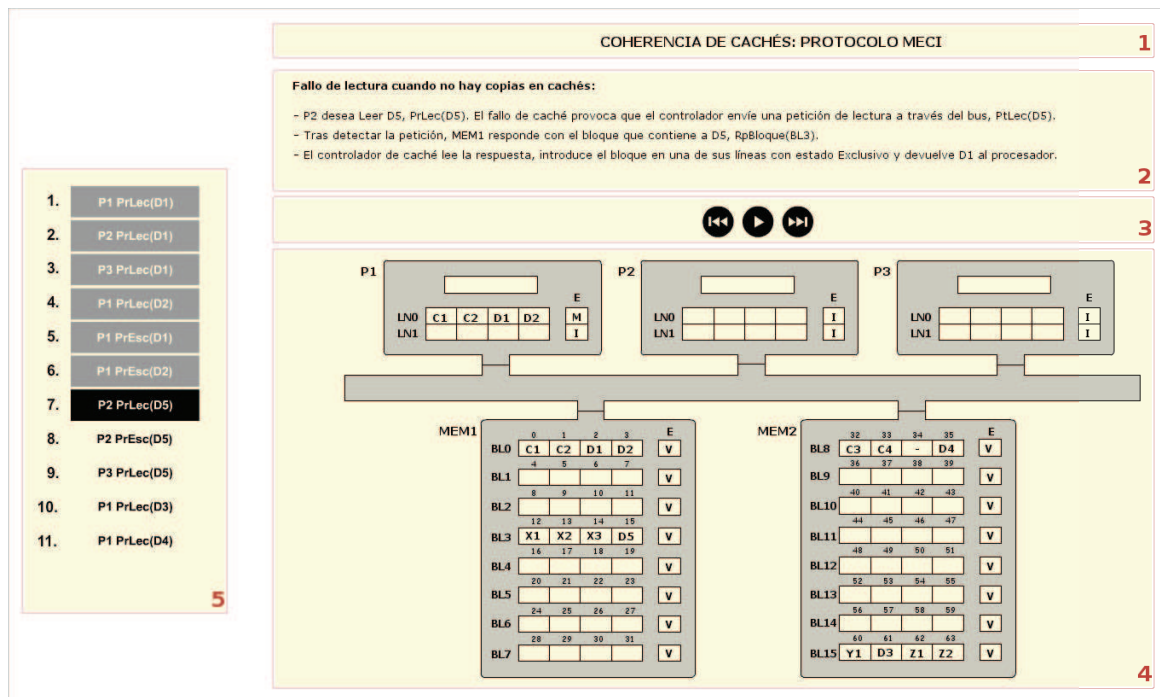 COHERENCIA DE CACHÉS: PROTOCOLO MECI
1
Fallo de lectura cuando no hay copias en cachés:
- P2 desea Leer D5, PrLec(D5). El fallo de caché provoca que el controlador envíe una petición de lectura a través del bus, PtLec(D5).
- Tras detectar la petición, MEM1 responde con el bloque que contiene a D5, RpBloque(BL3).
- El controlador de caché lee la respuesta, introduce el bloque en una de sus líneas con estado Exclusivo y devuelve D1 al procesador.
2
3
1. P1 PrLec(D1)
2. P2 PrLec(D1)
3. P3 PrLec(D1)
4. P1 PrLec(D2)
5. P1 PrEsc(D1)
6. P1 PrEsc(D2)
7. P2 PrLec(D5)
8. P2 PrEsc(D5)
9. P3 PrLec(D5)
10. P1 PrLec(D3)
11. P1 PrLec(D4)
5
P1
E
LN0 C1 C2 D1 D2 M
LN1 I
P2
E
LN0 I
LN1 I
P3
E
LN0 I
LN1 I
MEM1
0 1 2 3 E
BL0 C1 C2 D1 D2 V
4 5 6 7
BL1 V
8 9 10 11
BL2 V
12 13 14 15
BL3 X1 X2 X3 D5 V
16 17 18 19
BL4 V
20 21 22 23
BL5 V
24 25 26 27
BL6 V
28 29 30 31
BL7 V
MEM2
32 33 34 35 E
BL8 C3 C4 - D4 V
36 37 38 39
BL9 V
40 41 42 43
BL10 V
44 45 46 47
BL11 V
48 49 50 51
BL12 V
52 53 54 55
BL13 V
56 57 58 59
BL14 V
60 61 62 63
BL15 Y1 D3 Z1 Z2 V
4